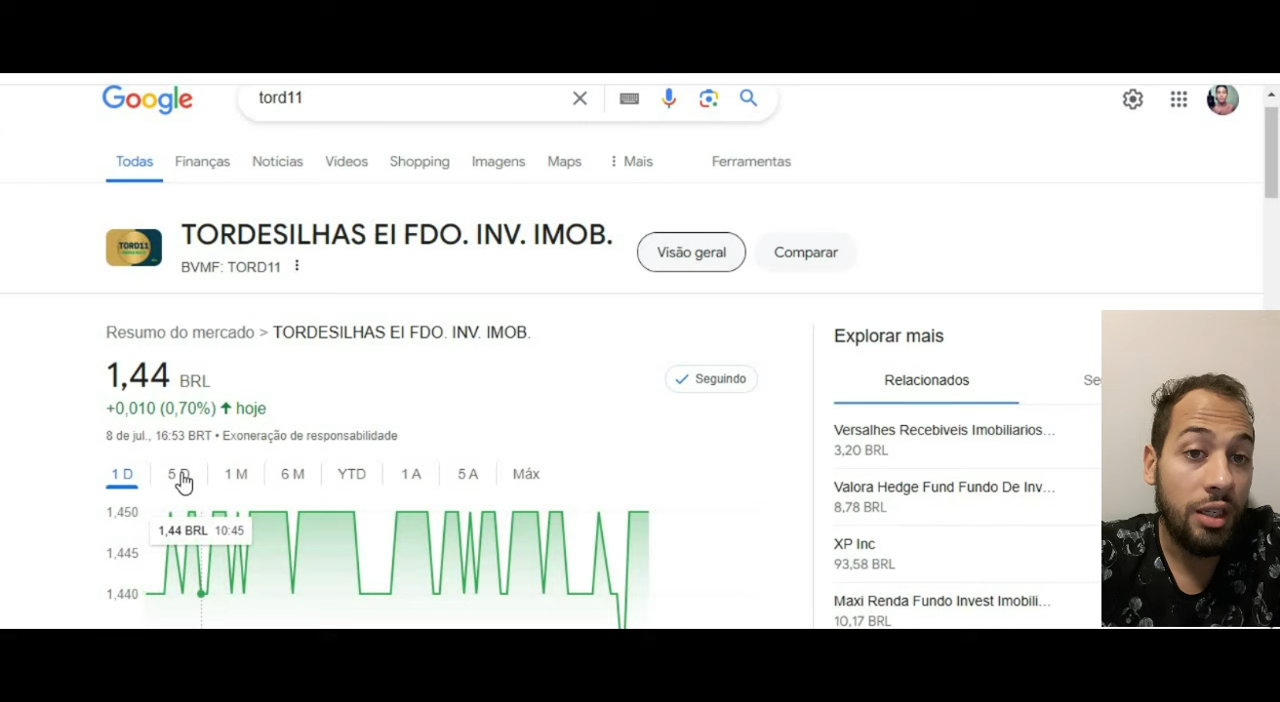 Google
tord11
Todas Finanças Notícias Vídeos Shopping Imagens Maps Mais Ferramentas
TORD11
TORDESILHAS EI FDO. INV. IMOB.
BVMF: TORD11
Visão geral
Comparar
Resumo do mercado > TORDESILHAS EI FDO. INV. IMOB.
1,44 BRL
Seguindo
+0,010 (0,70%) hoje
8 de jul., 16:53 BRT • Exoneração de responsabilidade
1 D 5 D 1 M 6 M YTD 1 A 5 A Máx
1,450
1,44 BRL 10:45
1,445
1,440
Explorar mais
Relacionados
Se
Versalhes Recebiveis Imobiliarios...
3,20 BRL
Valora Hedge Fund Fundo De Inv...
8,78 BRL
XP Inc
93,58 BRL
Maxi Renda Fundo Invest Imobili...
10,17 BRL